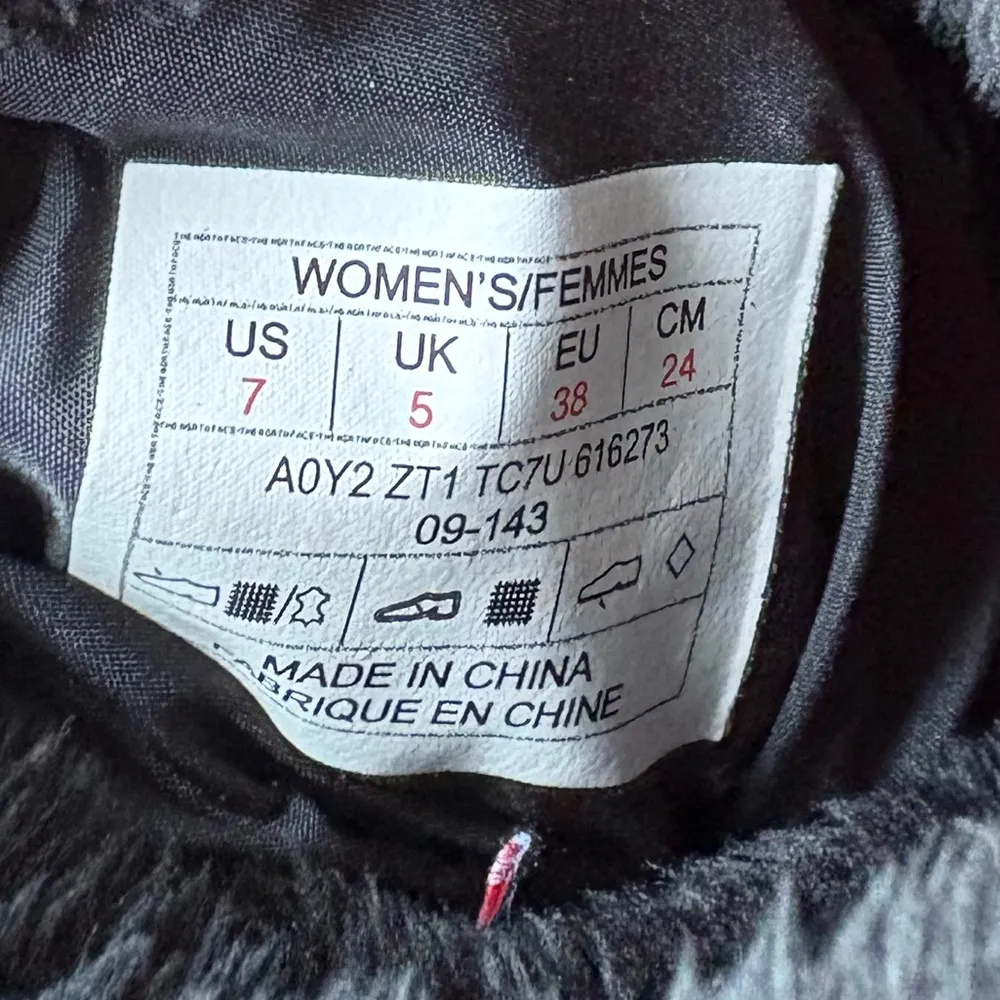 WOMEN'S/FEMMES
US UK EU CM
7 5 38 24
A0Y2 ZT1 TC7U 616273
09-143
MADE IN CHINA
FABRIQUE EN CHINE